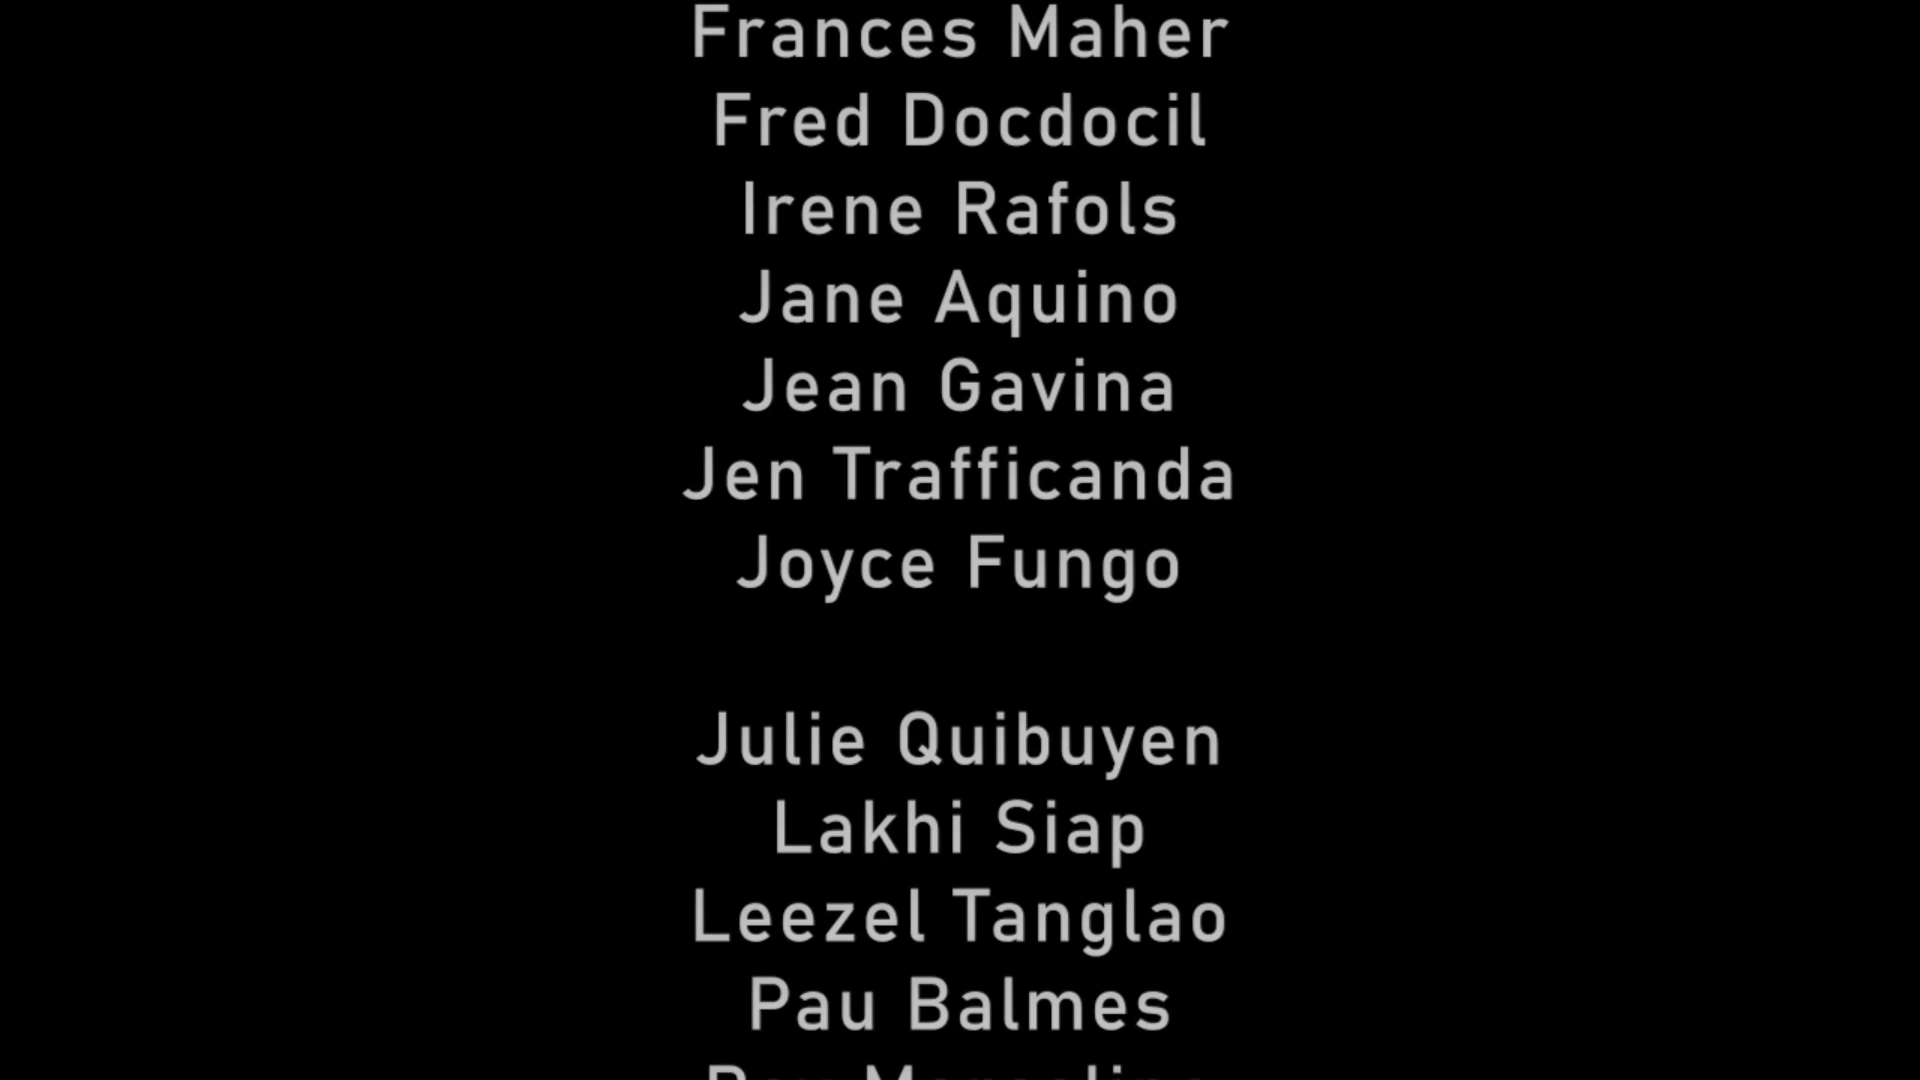 Frances Maher
Fred Docdocil
Irene Rafols
Jane Aquino
Jean Gavina
Jen Trafficanda
Joyce Fungo
Julie Quibuyen
Lakhi Siap
Leezel Tanglao
Pau Balmes